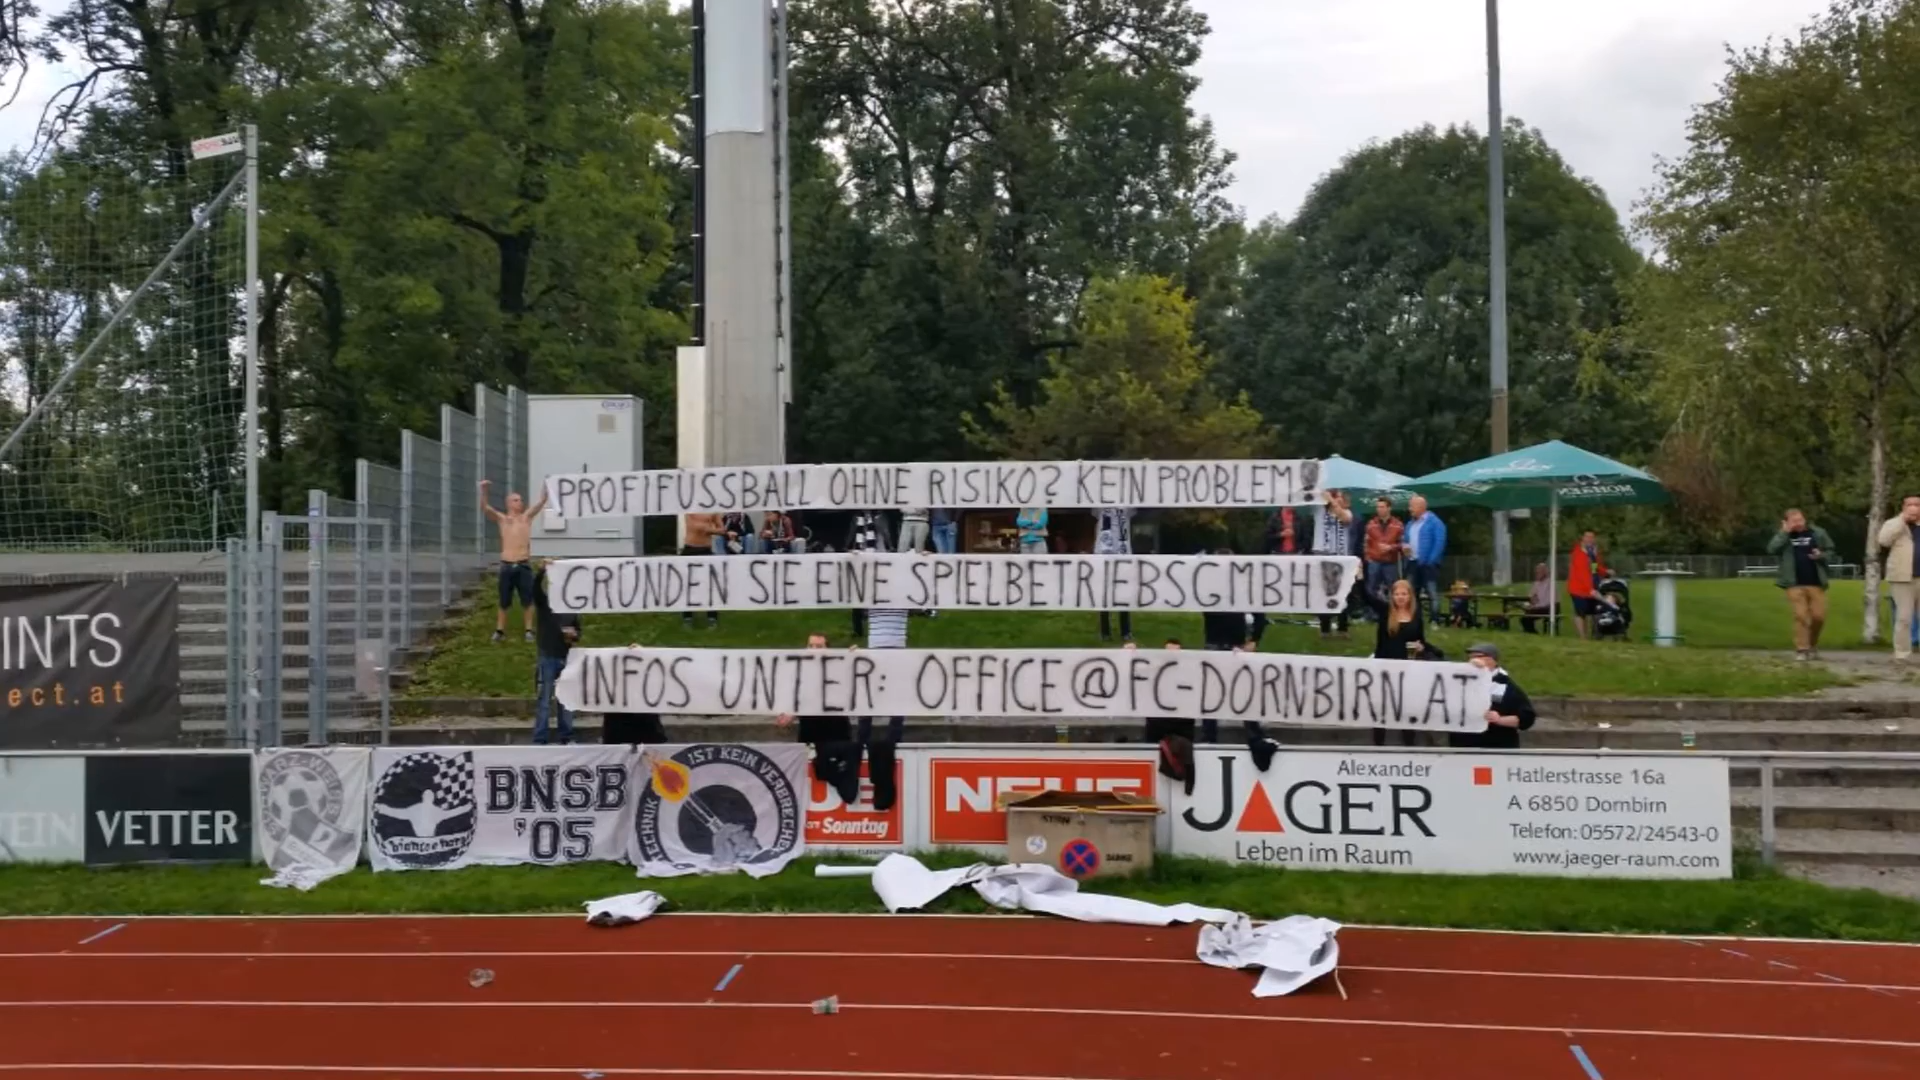 PROFIFUSSBALL OHNE RISIKO? KEIN PROBLEM!
GRÜNDEN SIE EINE SPIELBETRIEBSGMBH!
INFOS UNTER: OFFICE@FC-DORNBIRN.AT
INTS
ect.at
EIN
VETTER
BNSB
'05
TECHNIK IST KEIN VERBRECHEN
Sonntag
Alexander
JÄGER
Leben im Raum
Hatlerstrasse 16a
A 6850 Dornbirn
Telefon: 05572/24543-0
www.jaeger-raum.com